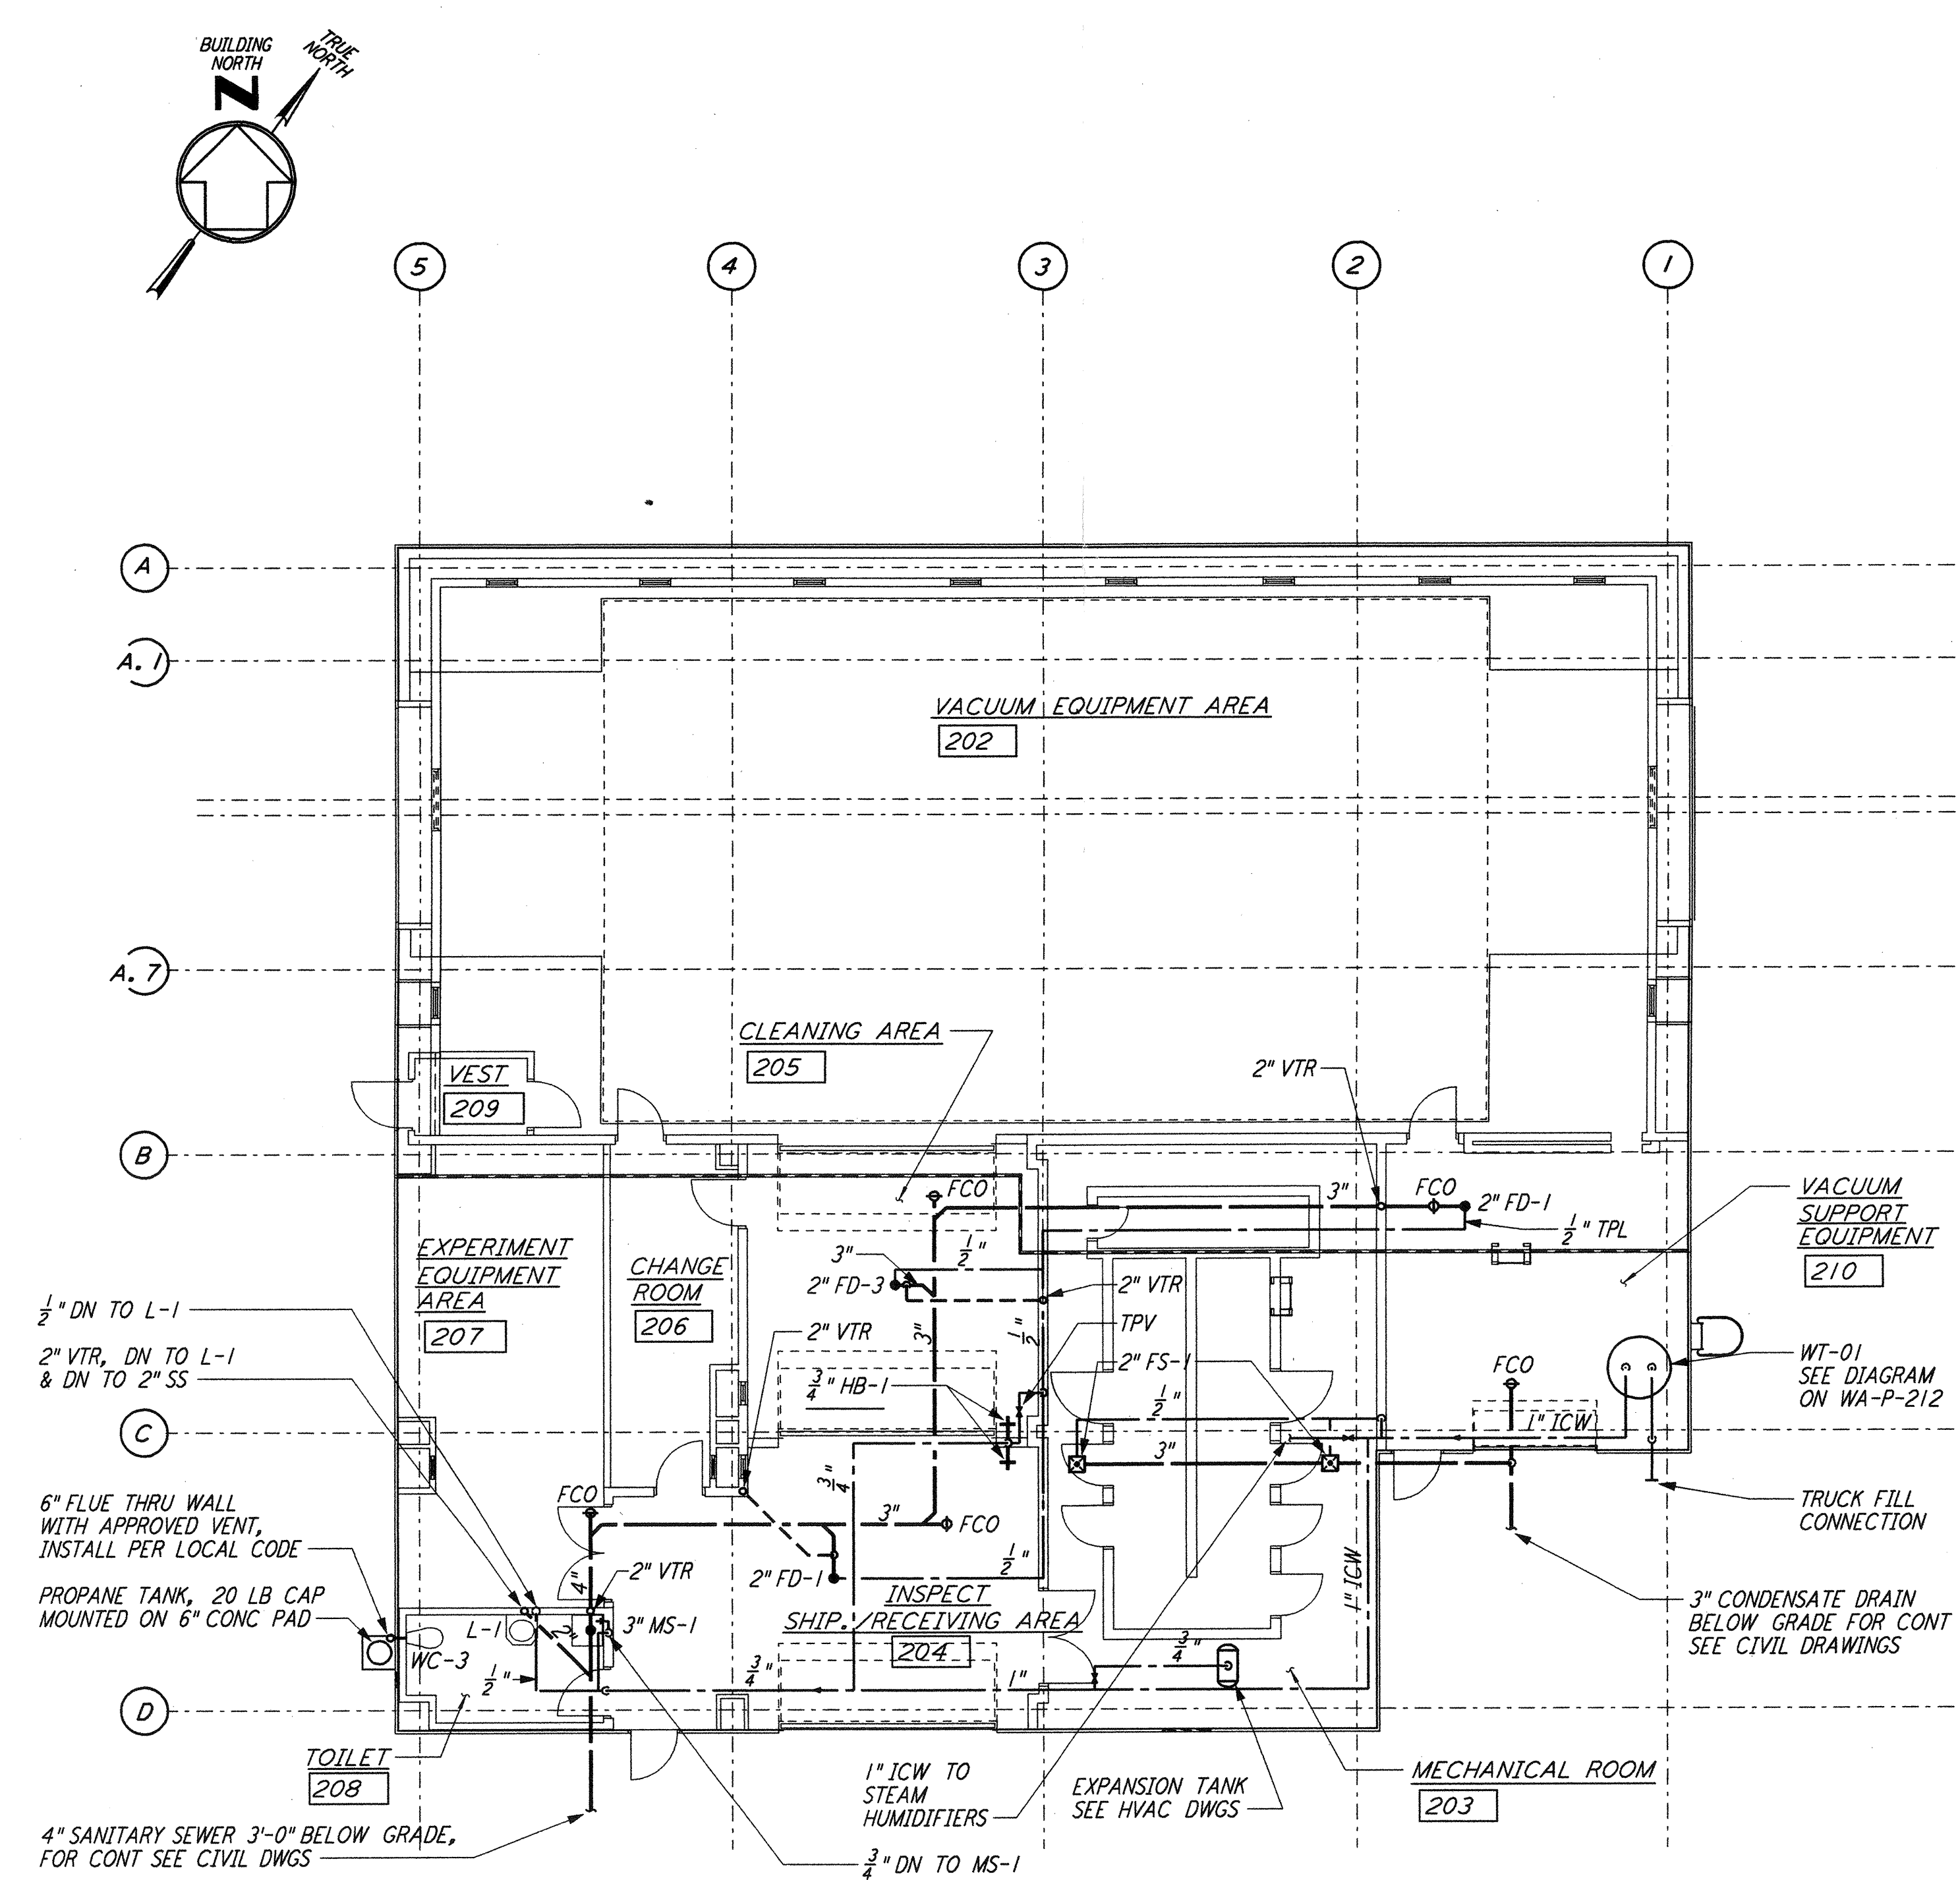 BUILDING
NORTH
N
TRUE
NORTH
5
4
3
2
1
A
A.1
A.7
B
C
D
VACUUM EQUIPMENT AREA
202
CLEANING AREA
205
VEST
209
2" VTR
FCO
3"
FCO
2" FD-1
1/2" TPL
VACUUM
SUPPORT
EQUIPMENT
210
EXPERIMENT
EQUIPMENT
AREA
207
CHANGE
ROOM
206
1/2"
3"
2" FD-3
3"
2" VTR
1/2"
TPV
2" VTR
2" FS-1
3/4" HB-1
1/2"
1/2" DN TO L-1
2" VTR, DN TO L-1
& DN TO 2" SS
FCO
WT-01
SEE DIAGRAM
ON WA-P-212
1" ICW
3"
3/4"
6" FLUE THRU WALL
WITH APPROVED VENT,
INSTALL PER LOCAL CODE
FCO
3"
FCO
TRUCK FILL
CONNECTION
PROPANE TANK, 20 LB CAP
MOUNTED ON 6" CONC PAD
4"
2" VTR
2" FD-1
1/2"
1" ICW
INSPECT
SHIP./RECEIVING AREA
204
3" CONDENSATE DRAIN
BELOW GRADE FOR CONT
SEE CIVIL DRAWINGS
L-1
2"
3" MS-1
WC-3
1/2"
3/4"
1"
3/4"
TOILET
208
1" ICW TO
STEAM
HUMIDIFIERS
EXPANSION TANK
SEE HVAC DWGS
MECHANICAL ROOM
203
4" SANITARY SEWER 3'-0" BELOW GRADE,
FOR CONT SEE CIVIL DWGS
3/4" DN TO MS-1